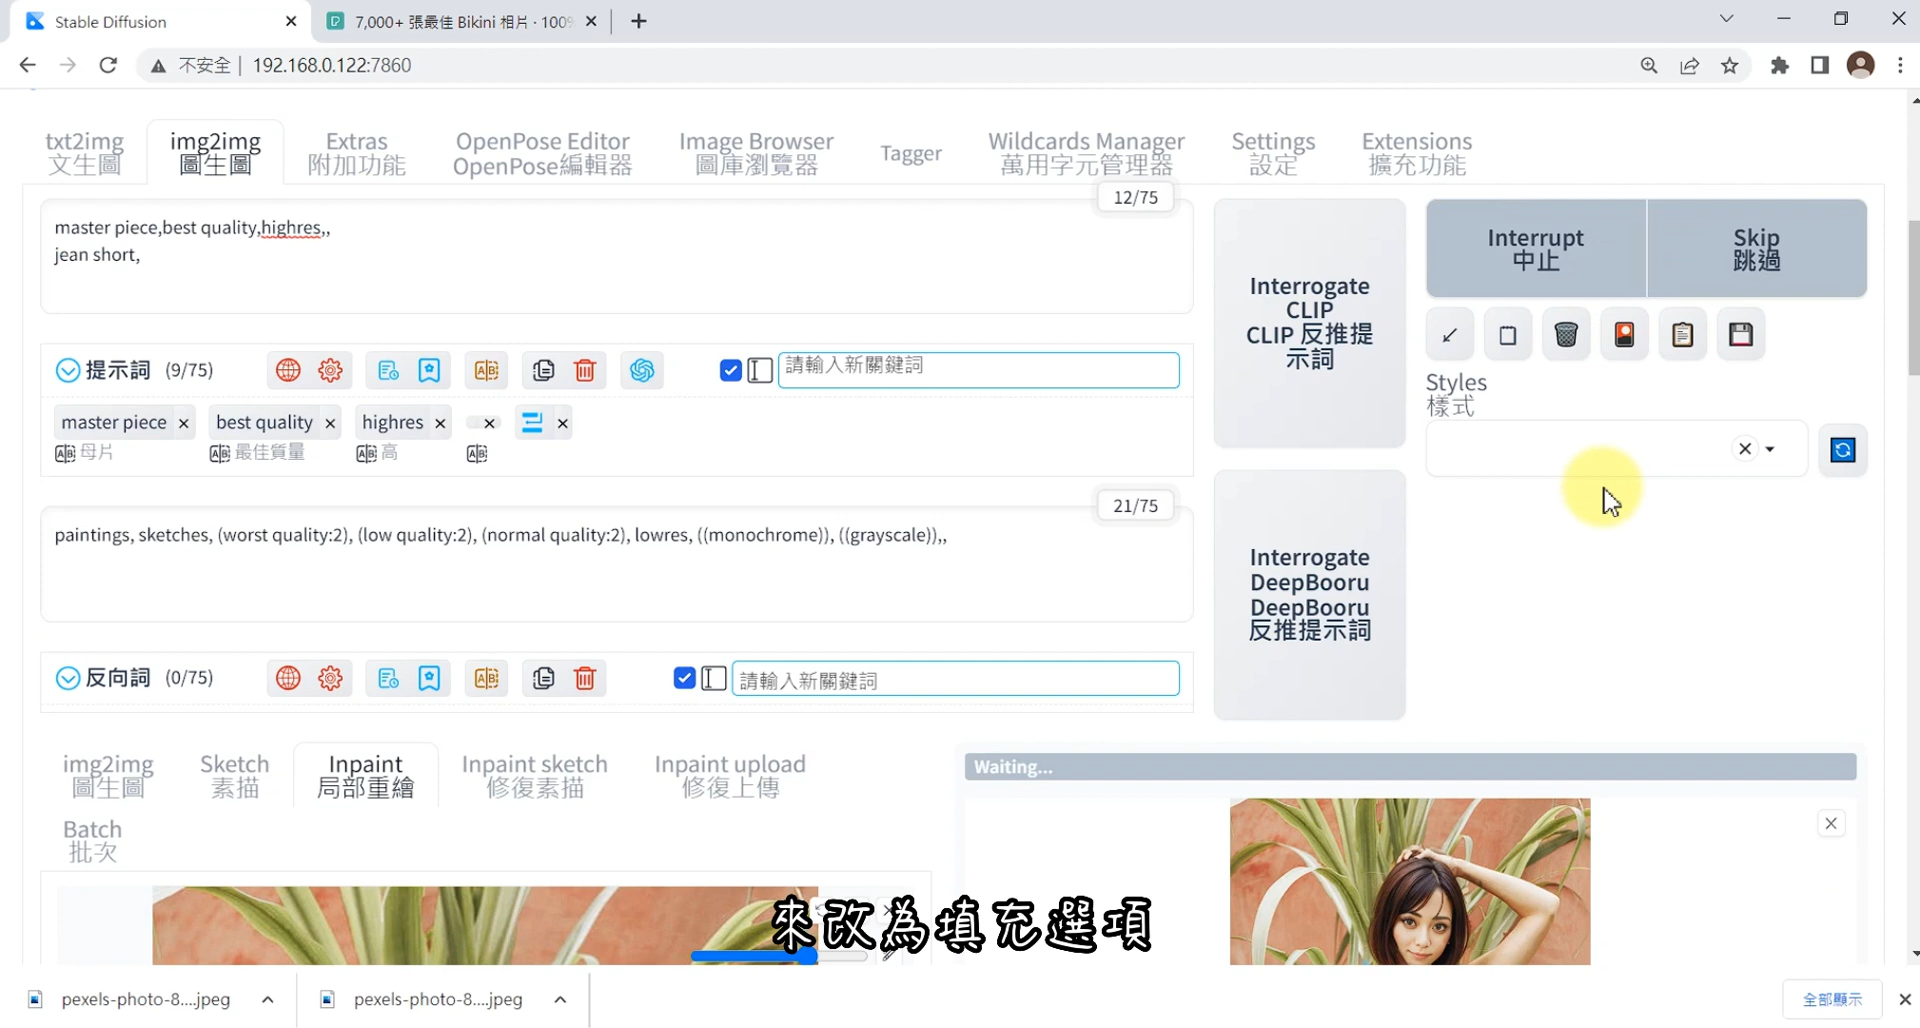 Stable Diffusion
7,000+ 張最佳 Bikini 相片 · 100%
不安全 | 192.168.0.122:7860
txt2img
文生圖
img2img
圖生圖
Extras
附加功能
OpenPose Editor
OpenPose編輯器
Image Browser
圖庫瀏覽器
Tagger
Wildcards Manager
萬用字元管理器
Settings
設定
Extensions
擴充功能
12/75
master piece,best quality,highres,,
jean short,
Interrogate
CLIP
CLIP 反推提
示詞
Interrupt
中止
Skip
跳過
Styles
樣式
提示詞 (9/75)
請輸入新關鍵詞
master piece
best quality
highres
母片
最佳質量
高
21/75
paintings, sketches, (worst quality:2), (low quality:2), (normal quality:2), lowres, ((monochrome)), ((grayscale)),,
Interrogate
DeepBooru
DeepBooru
反推提示詞
反向詞 (0/75)
請輸入新關鍵詞
img2img
圖生圖
Sketch
素描
Inpaint
局部重繪
Inpaint sketch
修復素描
Inpaint upload
修復上傳
Batch
批次
Waiting...
來改為填充選項
pexels-photo-8....jpeg
pexels-photo-8....jpeg
全部顯示